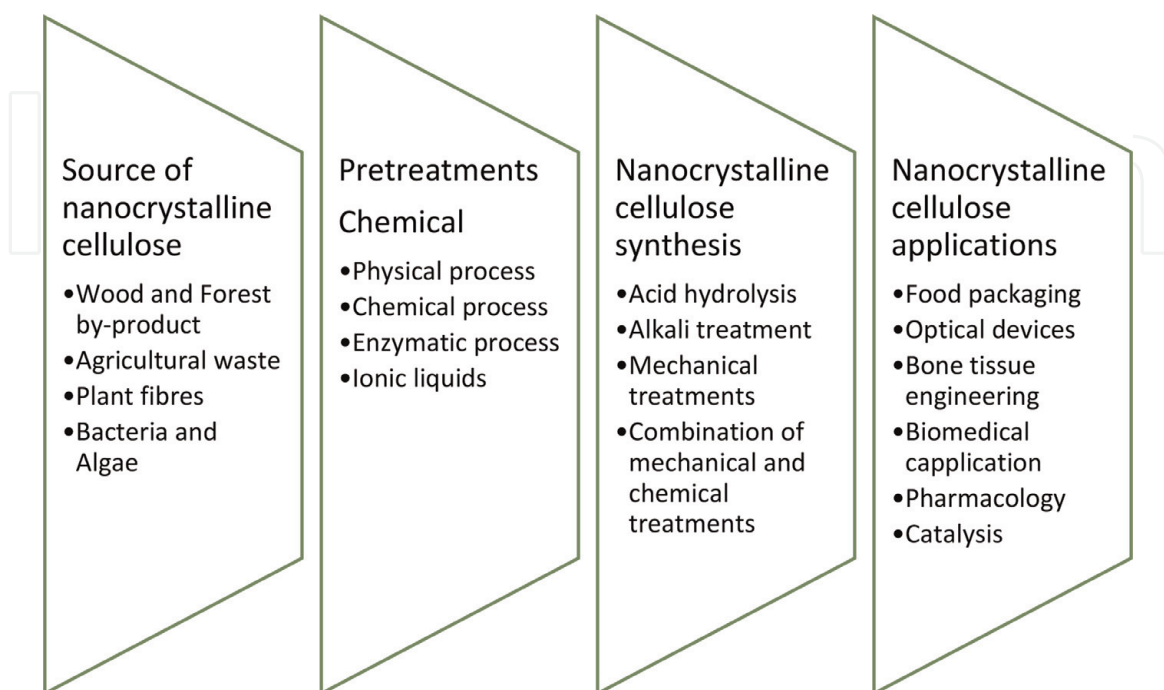 Source of
nanocrystalline
cellulose
•Wood and Forest
by-product
•Agricultural waste
•Plant fibres
•Bacteria and
Algae
Pretreatments
Chemical
•Physical process
•Chemical process
•Enzymatic process
•Ionic liquids
Nanocrystalline
cellulose
synthesis
•Acid hydrolysis
•Alkali treatment
•Mechanical
treatments
•Combination of
mechanical and
chemical
treatments
Nanocrystalline
cellulose
applications
•Food packaging
•Optical devices
•Bone tissue
engineering
•Biomedical
capplication
•Pharmacology
•Catalysis